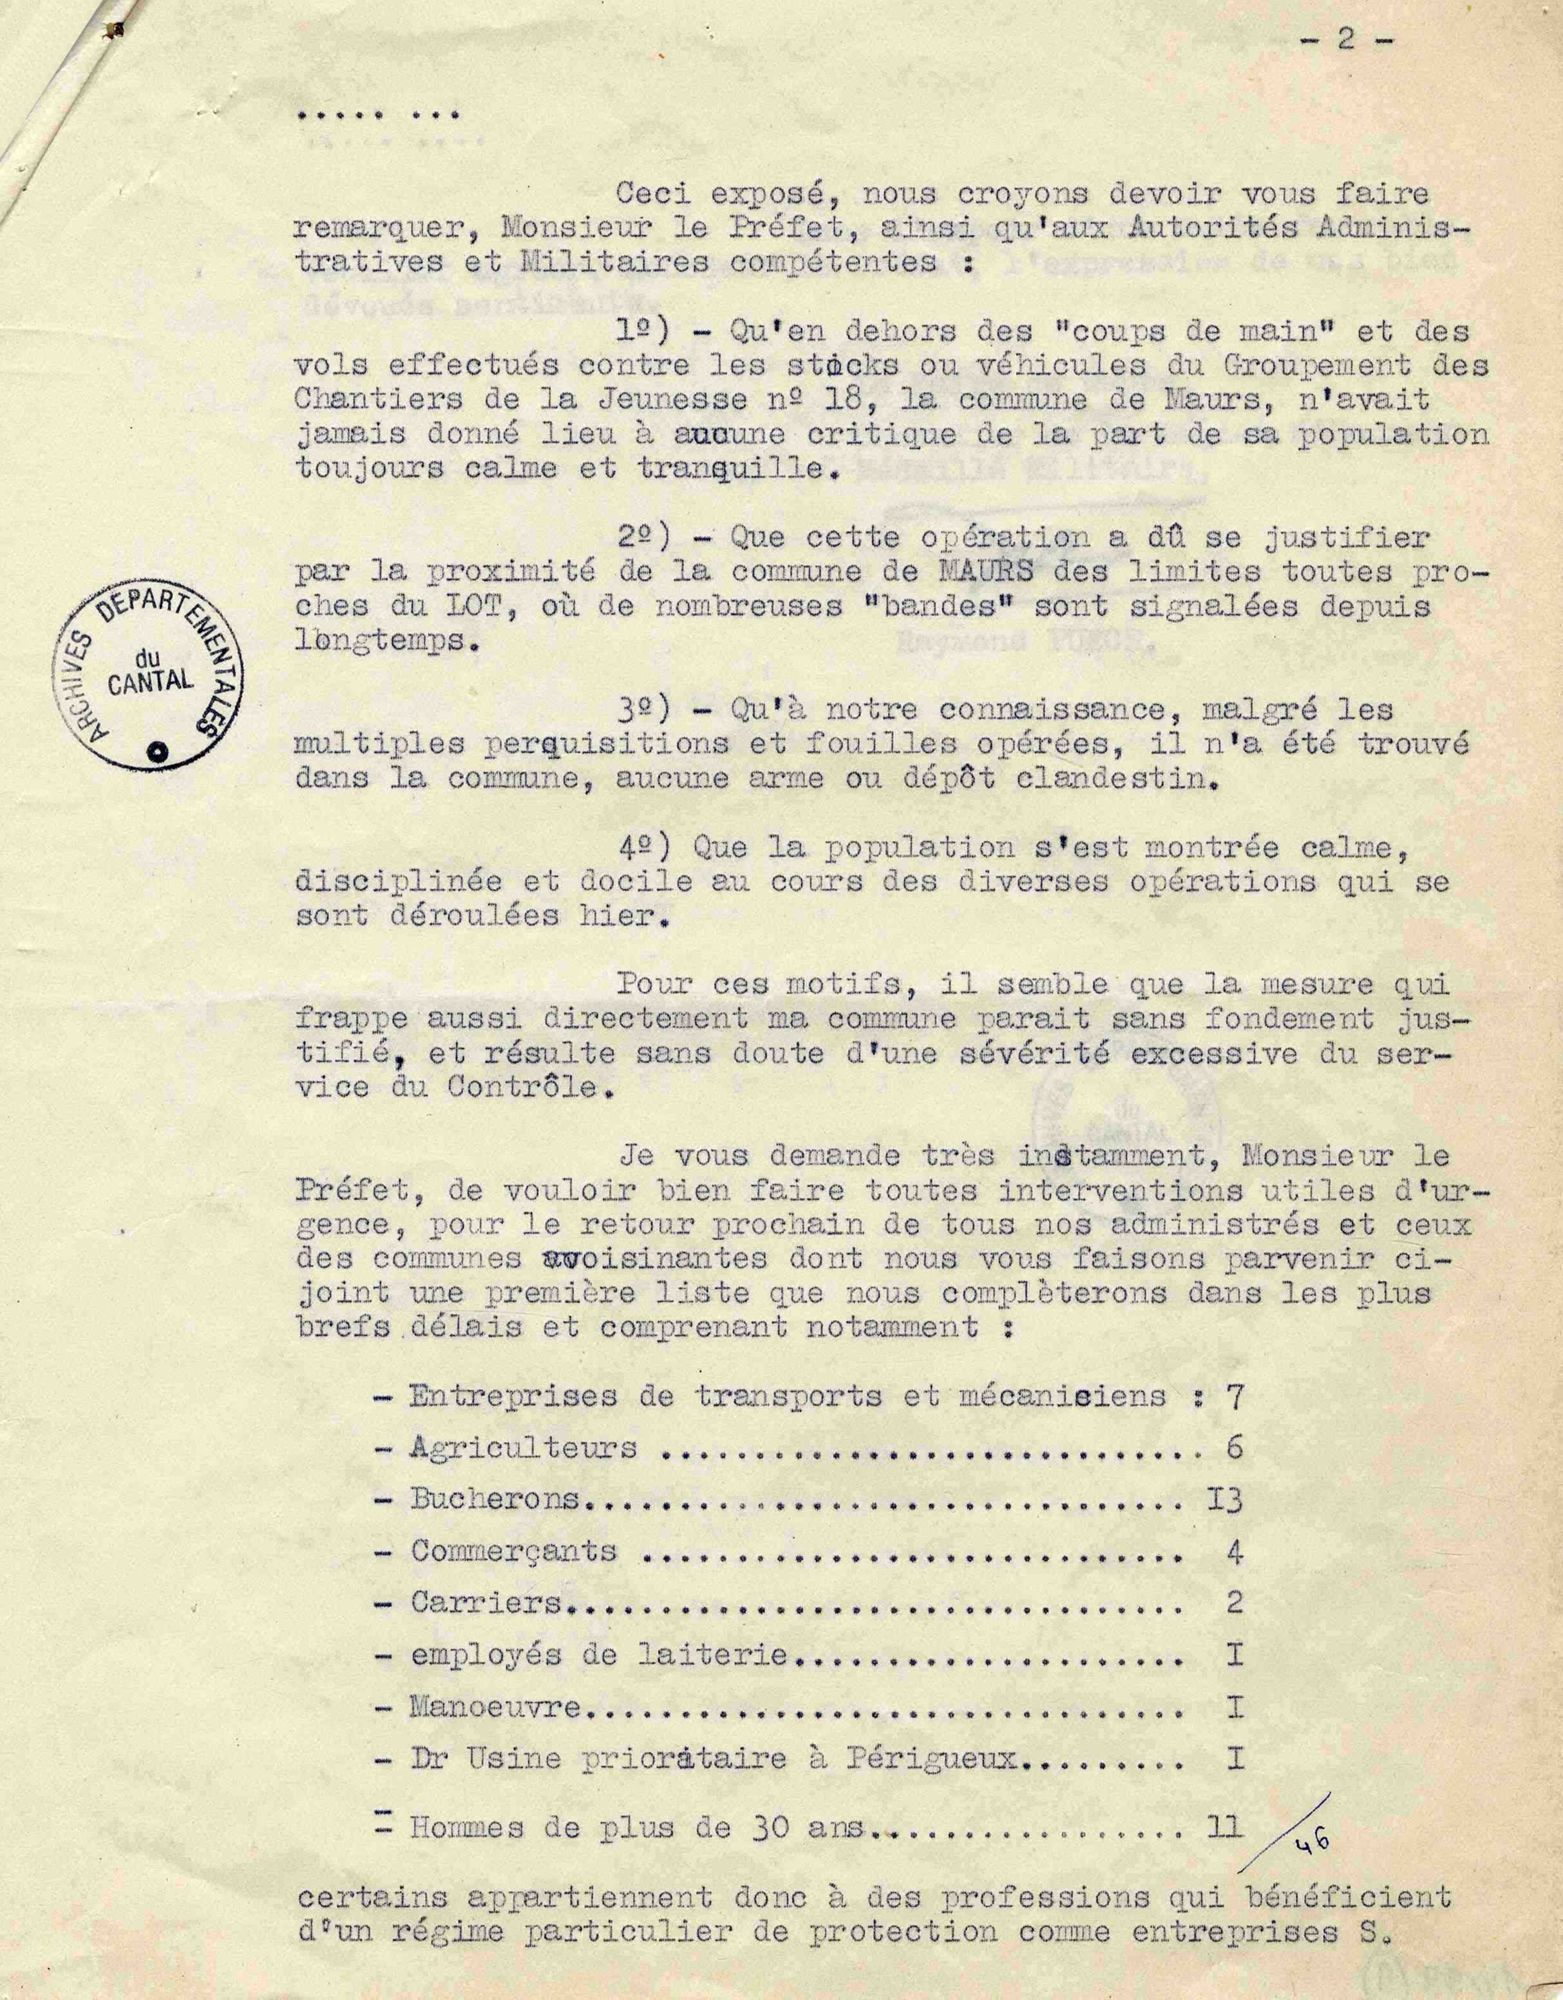 - 2 -
..... ...
Ceci exposé, nous croyons devoir vous faire
remarquer, Monsieur le Préfet, ainsi qu'aux Autorités Adminis-
tratives et Militaires compétentes :
1º) - Qu'en dehors des "coups de main" et des
vols effectués contre les stocks ou véhicules du Groupement des
Chantiers de la Jeunesse nº 18, la commune de Maurs, n'avait
jamais donné lieu à aucune critique de la part de sa population
toujours calme et tranquille.
2º) - Que cette opération a dû se justifier
par la proximité de la commune de MAURS des limites toutes pro-
ches du LOT, où de nombreuses "bandes" sont signalées depuis
longtemps.
ARCHIVES DEPARTEMENTALES
du
CANTAL
3º) - Qu'à notre connaissance, malgré les
multiples perquisitions et fouilles opérées, il n'a été trouvé
dans la commune, aucune arme ou dépôt clandestin.
4º) Que la population s'est montrée calme,
disciplinée et docile au cours des diverses opérations qui se
sont déroulées hier.
Pour ces motifs, il semble que la mesure qui
frappe aussi directement ma commune parait sans fondement jus-
tifié, et résulte sans doute d'une sévérité excessive du ser-
vice du Contrôle.
Je vous demande très instamment, Monsieur le
Préfet, de vouloir bien faire toutes interventions utiles d'ur-
gence, pour le retour prochain de tous nos administrés et ceux
des communes avoisinantes dont nous vous faisons parvenir ci-
joint une première liste que nous complèterons dans les plus
brefs délais et comprenant notamment :
- Entreprises de transports et mécaniciens : 7
- Agriculteurs ............................. 6
- Bucherons................................ I3
- Commerçants ............................. 4
- Carriers................................. 2
- employés de laiterie..................... I
- Manoeuvre................................ I
- Dr Usine prioritaire à Périgueux......... I
- Hommes de plus de 30 ans................. 11 / 46
certains appartiennent donc à des professions qui bénéficient
d'un régime particulier de protection comme entreprises S.